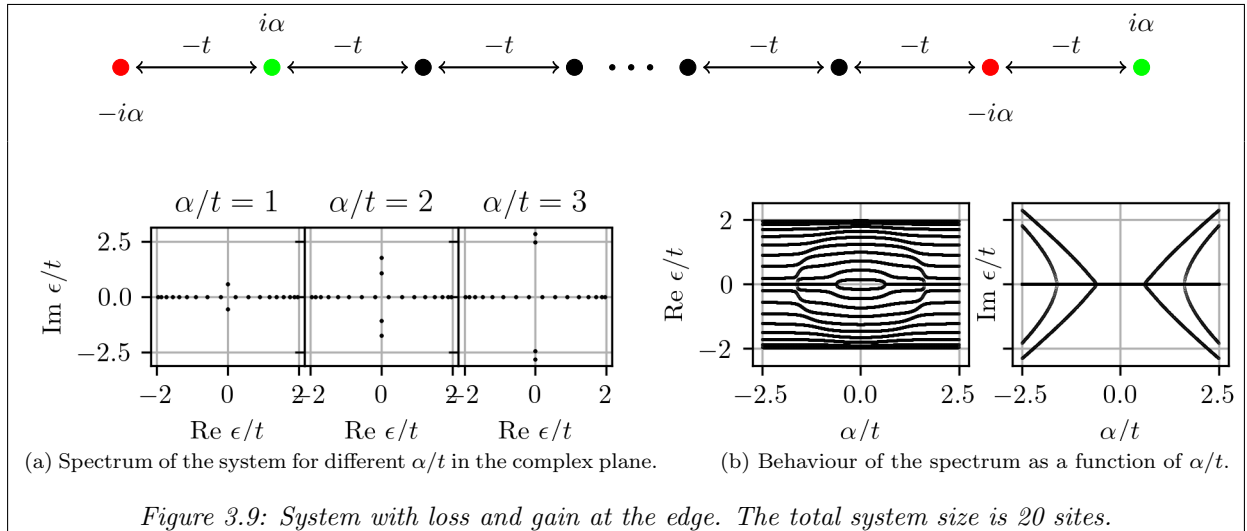 iα iα
−t −t −t −t −t −t
−iα −iα
α/t = 1 α/t = 2 α/t = 3
Im ϵ/t
2.5
0.0
−2.5
−2 0 2 −2 0 2 −2 0 2
Re ϵ/t Re ϵ/t Re ϵ/t
(a) Spectrum of the system for different α/t in the complex plane.
Re ϵ/t
2
0
−2
Im ϵ/t
−2.5 0.0 2.5 −2.5 0.0 2.5
α/t α/t
(b) Behaviour of the spectrum as a function of α/t.
Figure 3.9: System with loss and gain at the edge. The total system size is 20 sites.